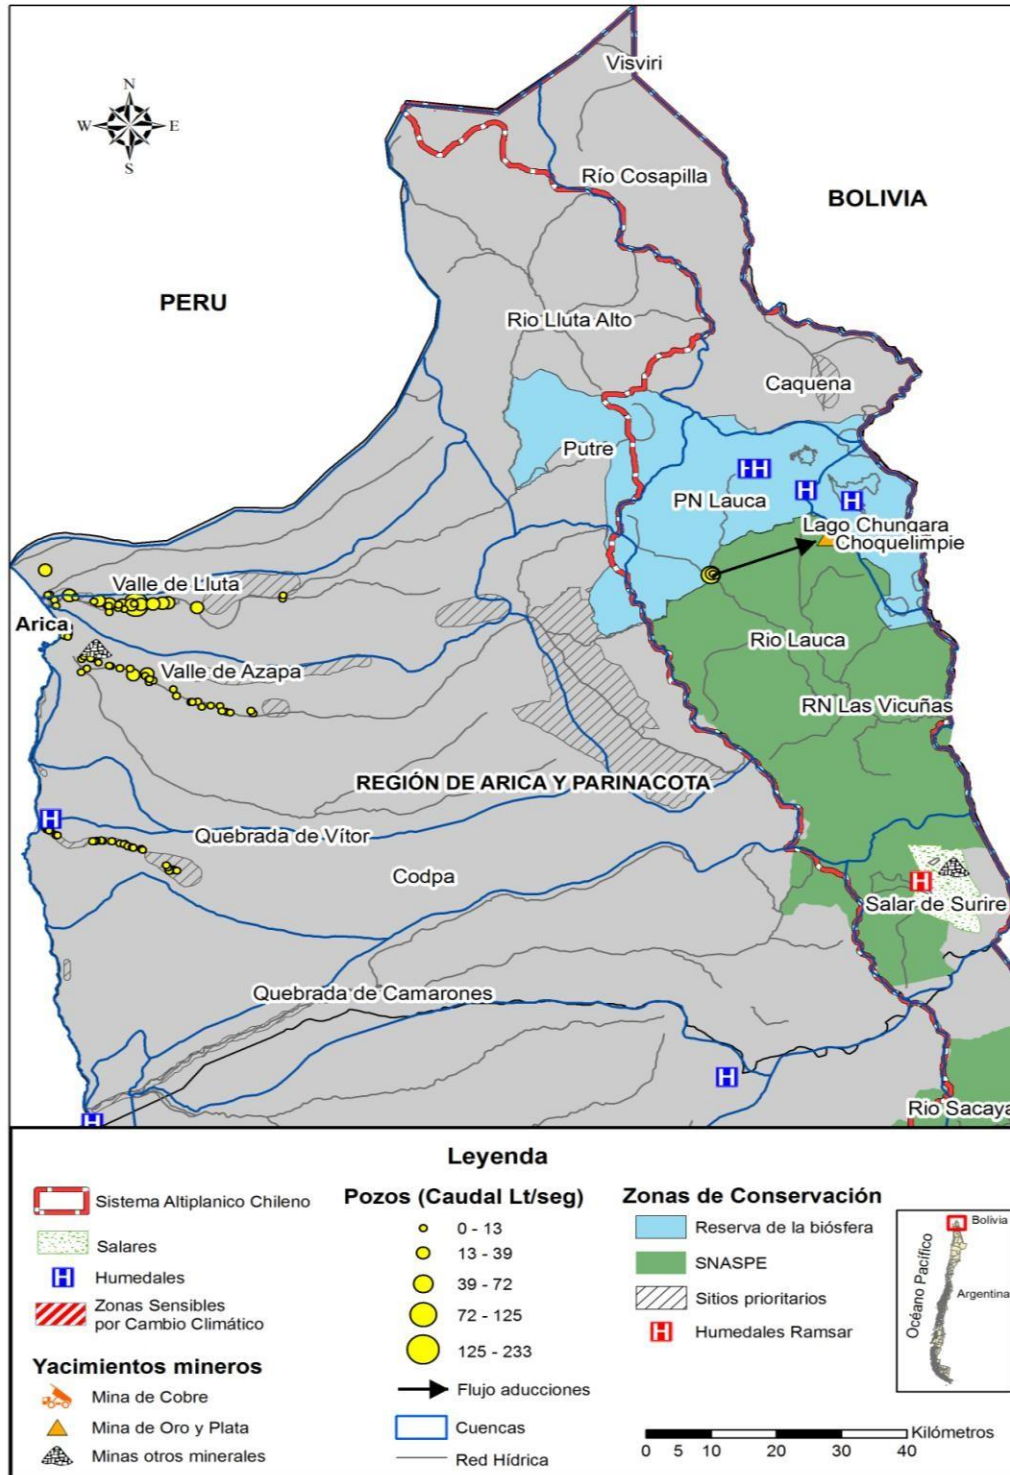 Visviri
N
W
E
S
Río Cosapilla
BOLIVIA
PERU
Rio Lluta Alto
Caquena
Putre
H
H
PN Lauca
H
H
Lago Chungara
Choquelimpie
Valle de Lluta
Arica
Rio Lauca
Valle de Azapa
RN Las Vicuñas
REGIÓN DE ARICA Y PARINACOTA
H
Quebrada de Vítor
Codpa
H
Salar de Surire
Quebrada de Camarones
H
H
Rio Sacaya
Leyenda
Sistema Altiplanico Chileno
Salares
H Humedales
Zonas Sensibles
por Cambio Climático
Yacimientos mineros
Mina de Cobre
Mina de Oro y Plata
Minas otros minerales
Pozos (Caudal Lt/seg)
0 - 13
13 - 39
39 - 72
72 - 125
125 - 233
Flujo aducciones
Cuencas
Red Hídrica
Zonas de Conservación
Reserva de la biósfera
SNASPE
Sitios prioritarios
H Humedales Ramsar
Bolivia
Océano Pacífico
Argentina
Kilómetros
0 5 10 20 30 40